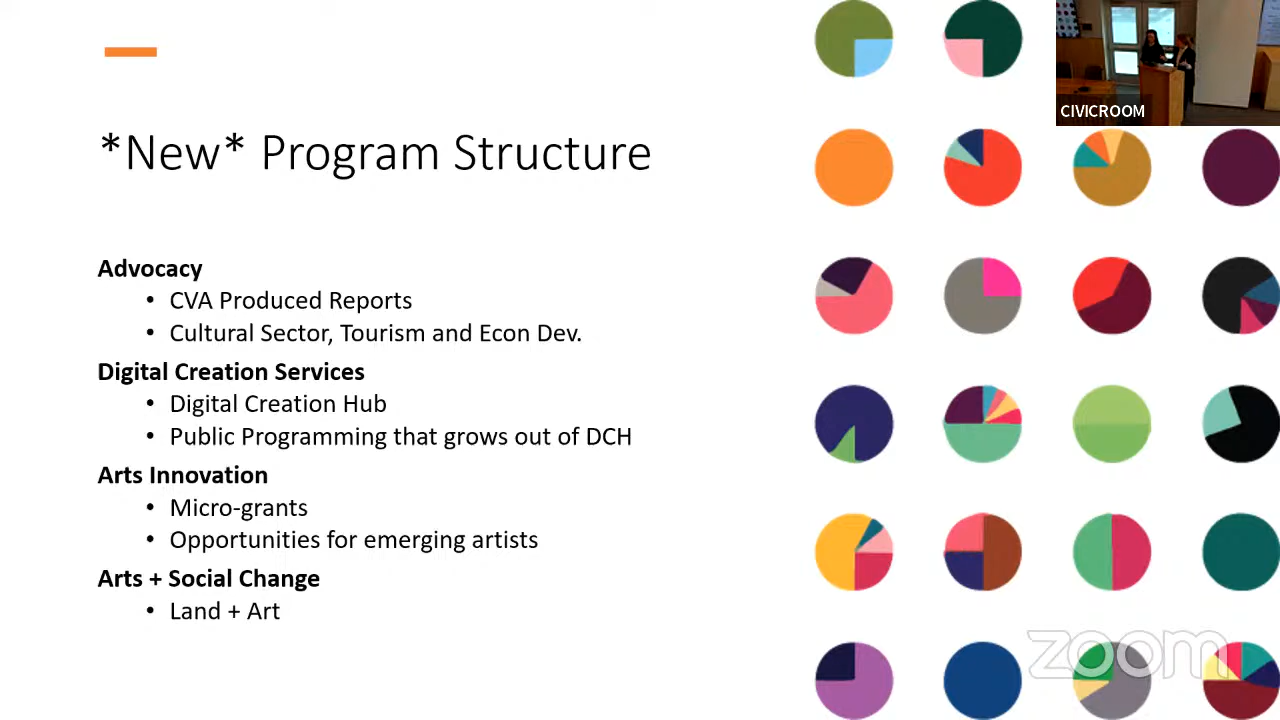 CIVICROOM
*New* Program Structure
Advocacy
• CVA Produced Reports
• Cultural Sector, Tourism and Econ Dev.
Digital Creation Services
• Digital Creation Hub
• Public Programming that grows out of DCH
Arts Innovation
• Micro-grants
• Opportunities for emerging artists
Arts + Social Change
• Land + Art
zoom